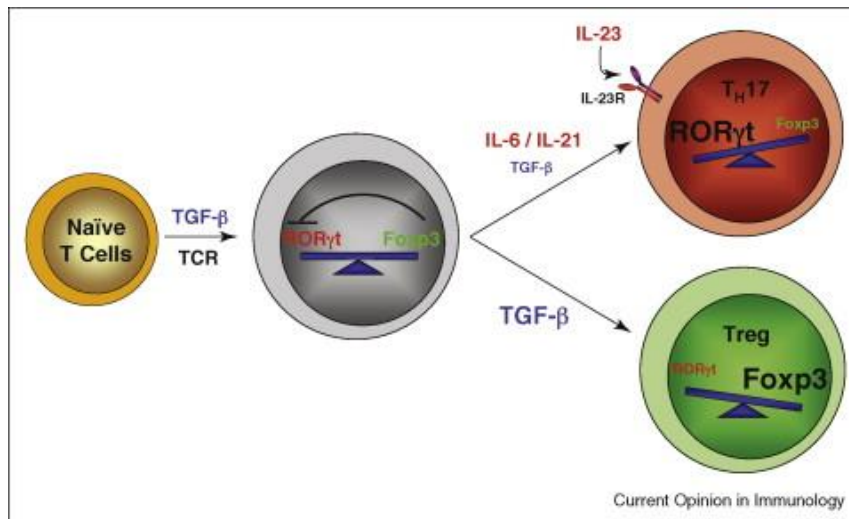 Naïve
T Cells
TGF-β
TCR
RORγt
Foxp3
IL-6 / IL-21
TGF-β
IL-23
IL-23R
TH17
RORγt
Foxp3
TGF-β
Treg
RORγt
Foxp3
Current Opinion in Immunology